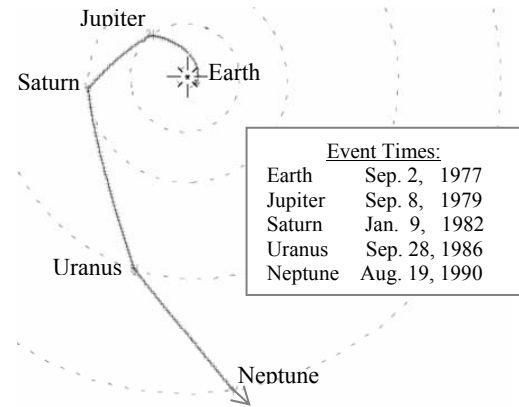 Jupiter
Earth
Saturn
Event Times:
Earth Sep. 2, 1977
Jupiter Sep. 8, 1979
Saturn Jan. 9, 1982
Uranus Sep. 28, 1986
Neptune Aug. 19, 1990
Uranus
Neptune